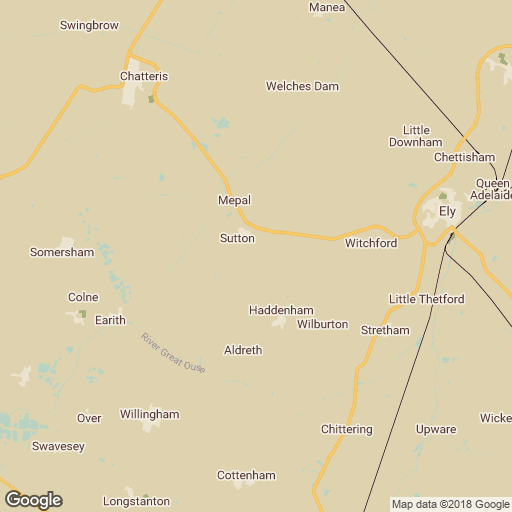 Manea
Swingbrow
Chatteris
Welches Dam
Little
Downham
Chettisham
Queen
Adelaide
Mepal
Ely
Sutton
Witchford
Somersham
Colne
Little Thetford
Haddenham
Earith
Wilburton
Stretham
River Great Ouse
Aldreth
Over
Willingham
Wicke
Chittering
Upware
Swavesey
Cottenham
Longstanton
Google
Map data ©2018 Google